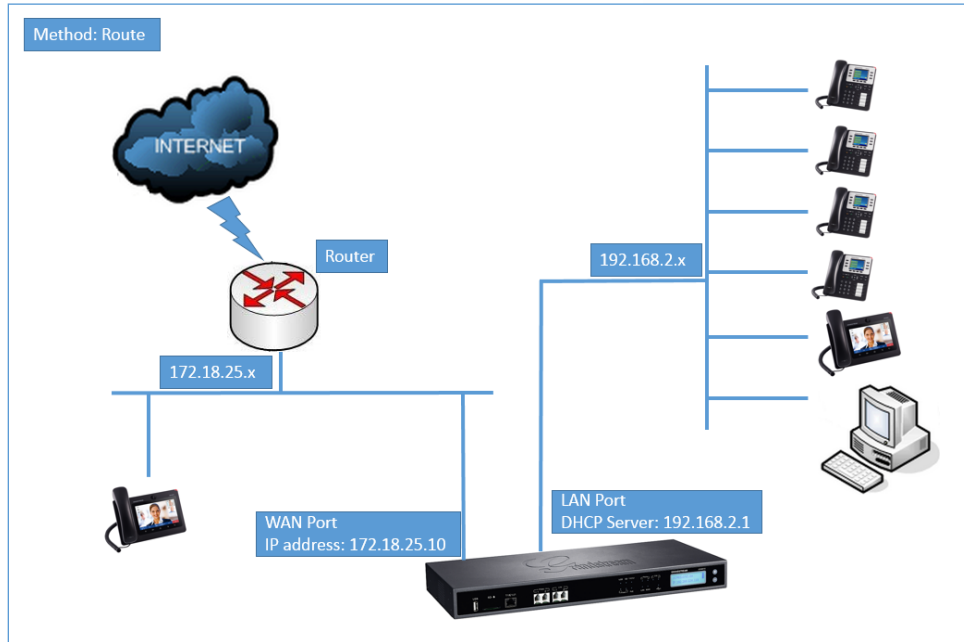 Method: Route
INTERNET
Router
192.168.2.x
172.18.25.x
WAN Port
IP address: 172.18.25.10
LAN Port
DHCP Server: 192.168.2.1